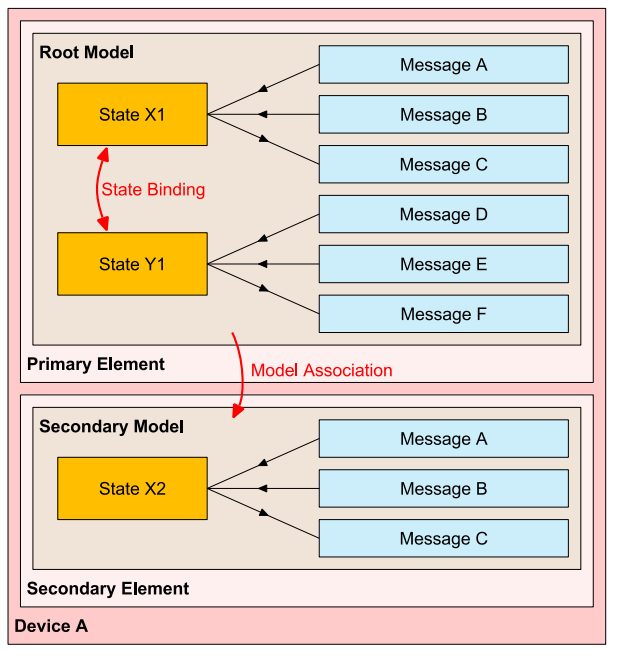 Root Model
Message A
State X1
Message B
Message C
State Binding
Message D
State Y1
Message E
Message F
Primary Element
Model Association
Secondary Model
Message A
State X2
Message B
Message C
Secondary Element
Device A